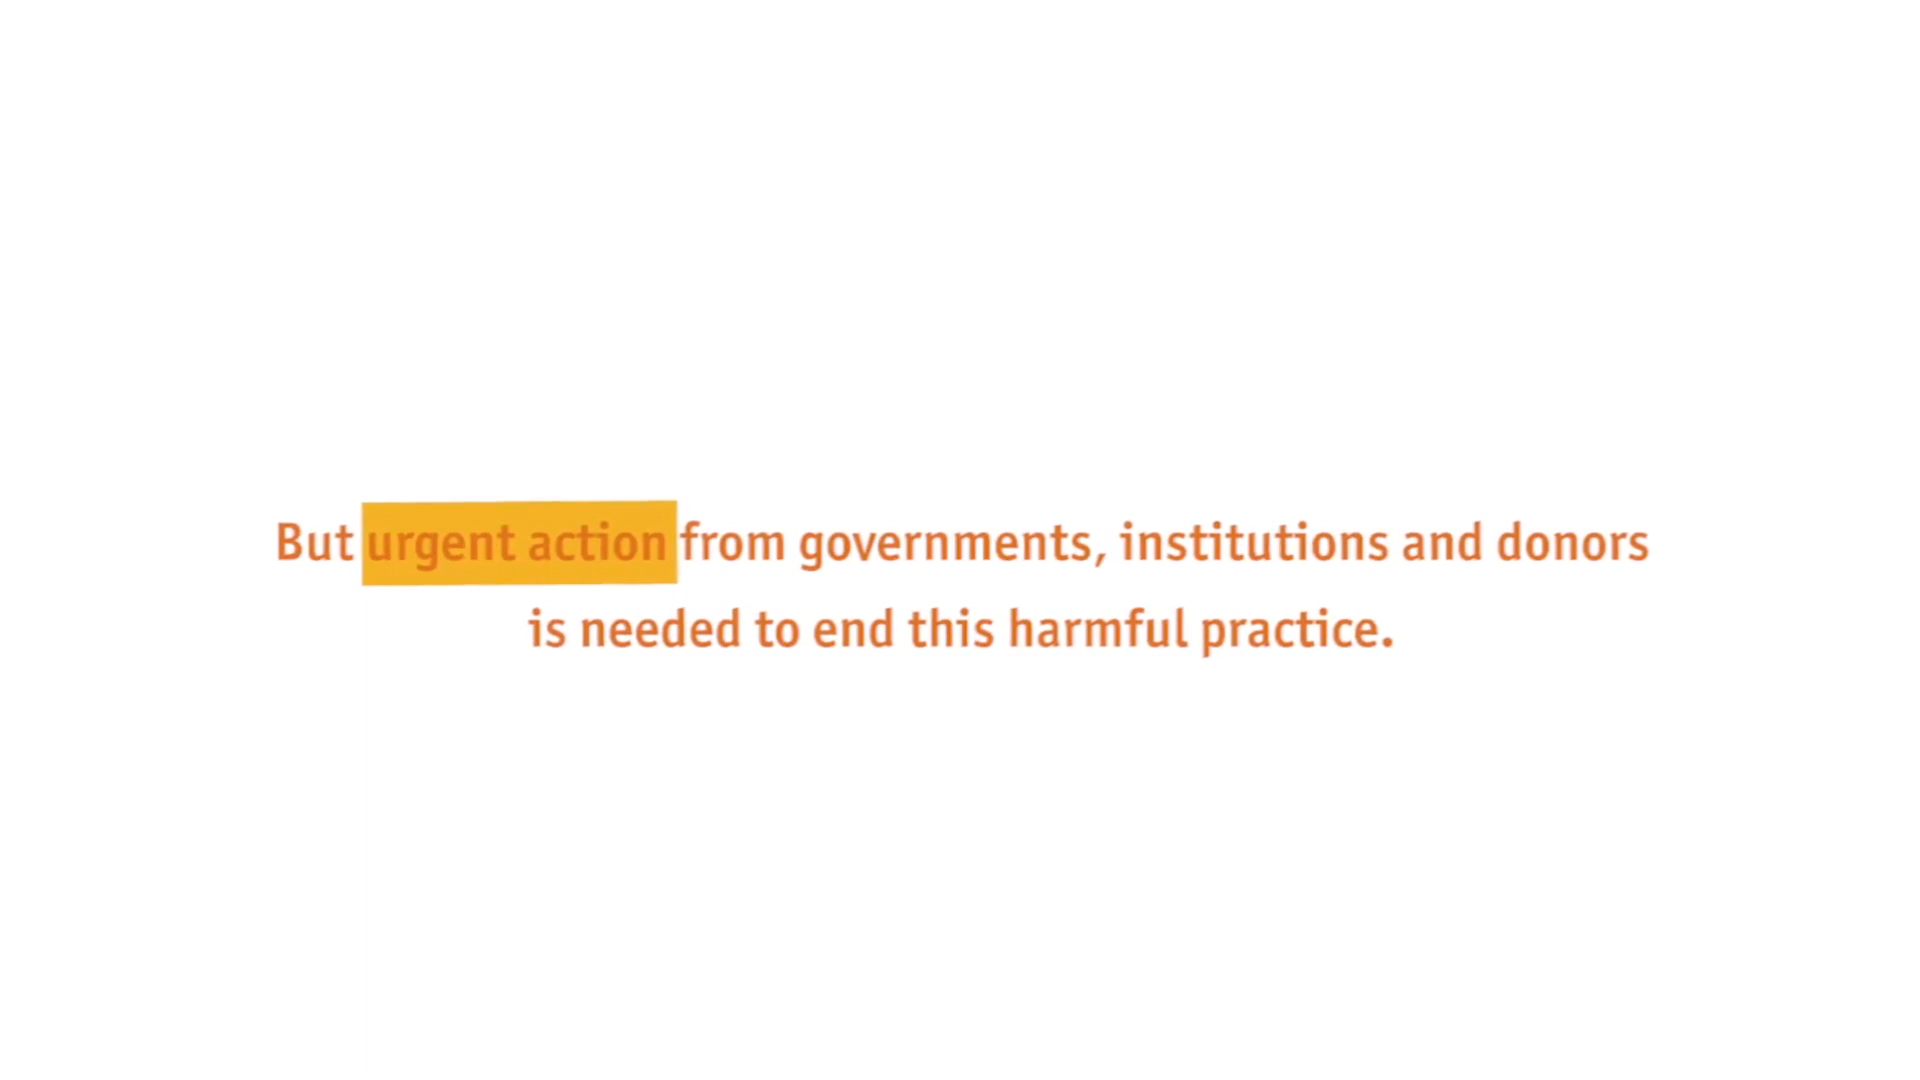 But urgent action from governments, institutions and donors
is needed to end this harmful practice.